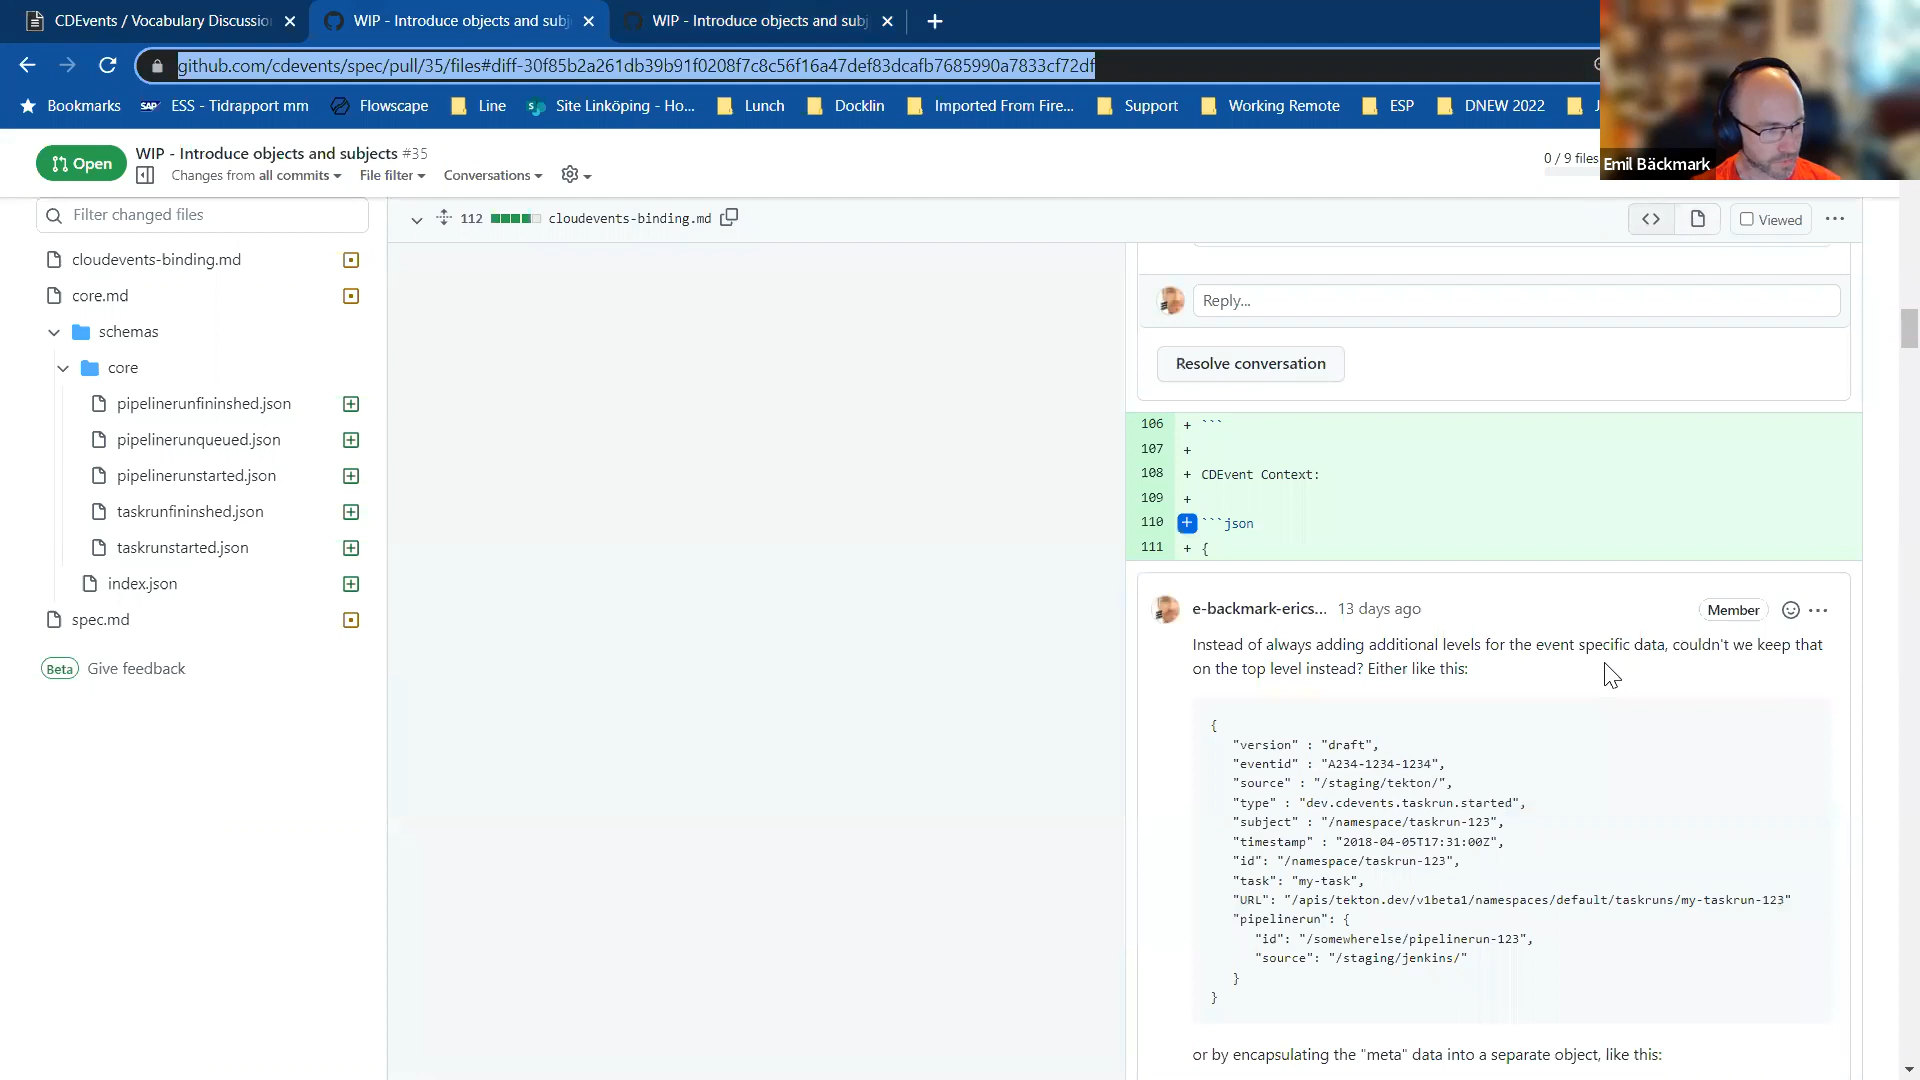 CDEvents / Vocabulary Discussio
WIP - Introduce objects and subj
WIP - Introduce objects and subj
github.com/cdevents/spec/pull/35/files#diff-30f85b2a261db39b91f0208f7c8c56f16a47def83dcafb7685990a7833cf72df
Bookmarks
SAP
ESS - Tidrapport mm
Flowscape
Line
Site Linköping - Ho...
Lunch
Docklin
Imported From Fire...
Support
Working Remote
ESP
DNEW 2022
Emil Bäckmark
Open
WIP - Introduce objects and subjects #35
Changes from all commits
File filter
Conversations
0 / 9 files
Filter changed files
cloudevents-binding.md
core.md
schemas
core
pipelinerunfininshed.json
pipelinerunqueued.json
pipelinerunstarted.json
taskrunfininshed.json
taskrunstarted.json
index.json
spec.md
Beta Give feedback
112 cloudevents-binding.md
Viewed
Reply...
Resolve conversation
106 + ```
107 +
108 + CDEvent Context:
109 +
110 + ```json
111 + {
e-backmark-erics... 13 days ago
Member
Instead of always adding additional levels for the event specific data, couldn't we keep that
on the top level instead? Either like this:
{
"version" : "draft",
"eventid" : "A234-1234-1234",
"source" : "/staging/tekton/",
"type" : "dev.cdevents.taskrun.started",
"subject" : "/namespace/taskrun-123",
"timestamp" : "2018-04-05T17:31:00Z",
"id": "/namespace/taskrun-123",
"task": "my-task",
"URL": "/apis/tekton.dev/v1beta1/namespaces/default/taskruns/my-taskrun-123"
"pipelinerun": {
"id": "/somewherelse/pipelinerun-123",
"source": "/staging/jenkins/"
}
}
or by encapsulating the "meta" data into a separate object, like this: